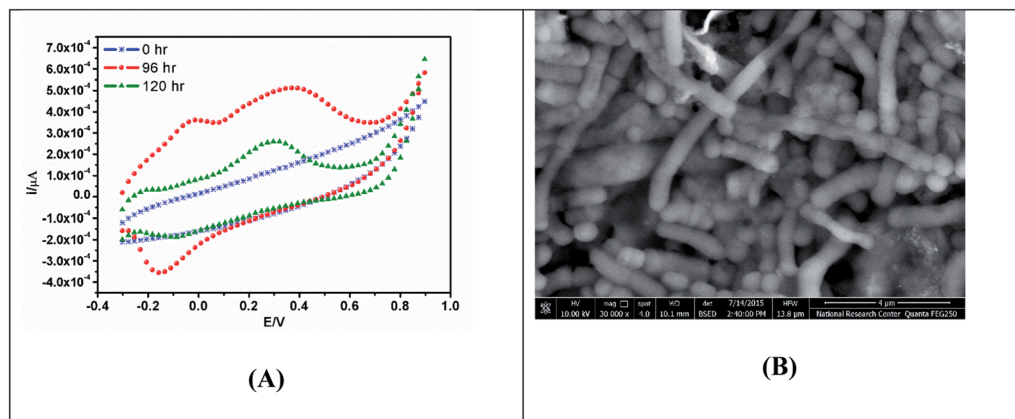 0 hr
96 hr
120 hr
7.0x10⁻⁴
6.0x10⁻⁴
5.0x10⁻⁴
4.0x10⁻⁴
3.0x10⁻⁴
2.0x10⁻⁴
1.0x10⁻⁴
0.0
-1.0x10⁻⁴
-2.0x10⁻⁴
-3.0x10⁻⁴
-4.0x10⁻⁴
i/µA
-0.4 -0.2 0.0 0.2 0.4 0.6 0.8 1.0
E/V
(A)
HV mag spot WD det 7/14/2015 HFW 4 µm
10.00 kV 30 000 x 4.0 10.1 mm BSED 2:40:00 PM 13.8 µm National Research Center Quanta FEG250
(B)